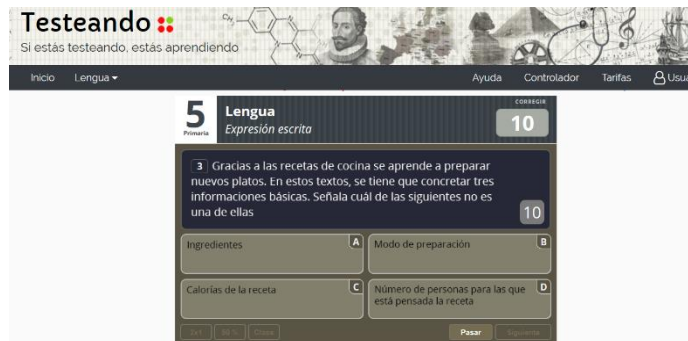 Testeando
Si estás testeando, estás aprendiendo
Inicio Lengua Ayuda Controlador Tarifas Usua
5
Primaria
Lengua
Expresión escrita
CORREGIR
10
3 Gracias a las recetas de cocina se aprende a preparar
nuevos platos. En estos textos, se tiene que concretar tres
informaciones básicas. Señala cuál de las siguientes no es
una de ellas
10
Ingredientes A
Modo de preparación B
Calorías de la receta C
Número de personas para las que D
está pensada la receta
2x1 Pasar Siguiente